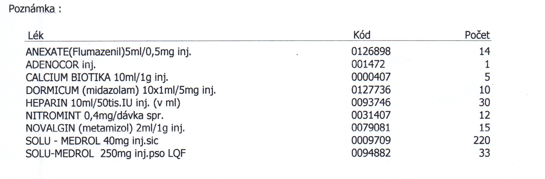 Poznámka :
Lék Kód Počet
ANEXATE(Flumazenil)5ml/0,5mg inj. 0126898 14
ADENOCOR inj. 001472 1
CALCIUM BIOTIKA 10ml/1g inj. 0000407 5
DORMICUM (midazolam) 10x1ml/5mg inj. 0127736 10
HEPARIN 10ml/50tis.IU inj. (v ml) 0093746 30
NITROMINT 0,4mg/dávka spr. 0031407 12
NOVALGIN (metamizol) 2ml/1g inj. 0079081 15
SOLU - MEDROL 40mg inj.sic 0009709 220
SOLU-MEDROL 250mg inj.pso LQF 0094882 33